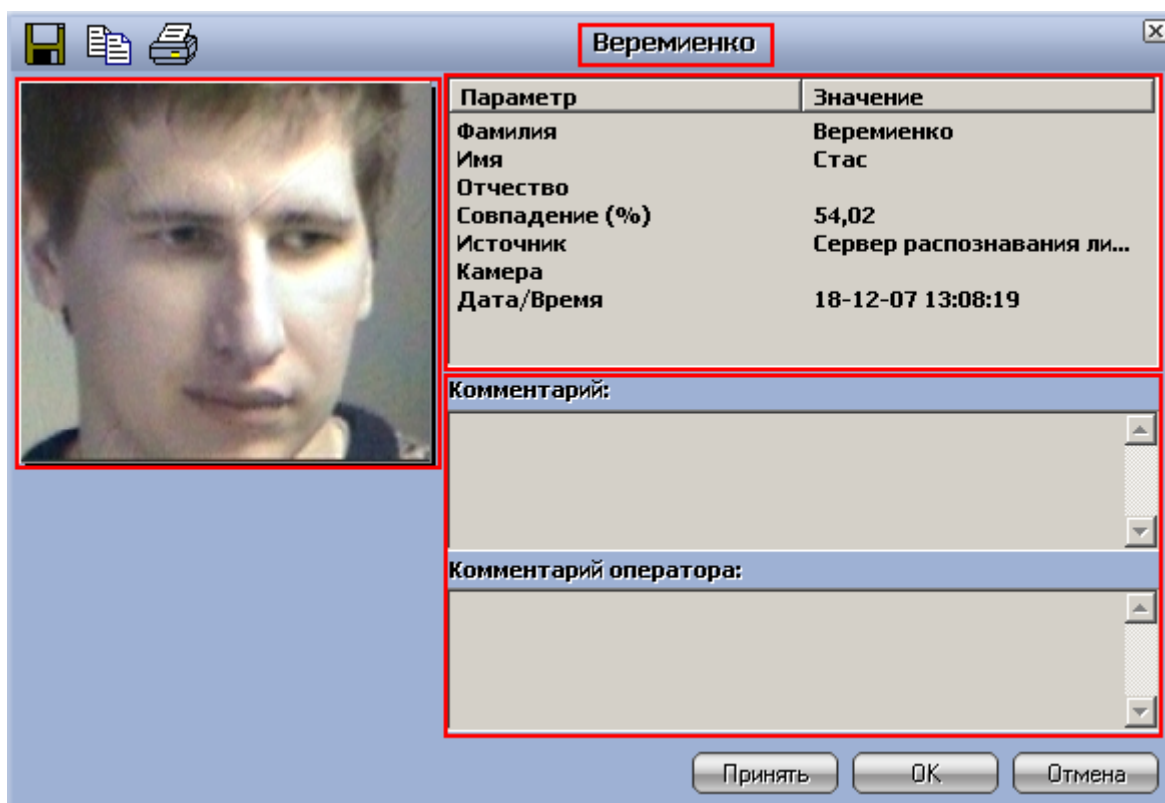 Веремиенко
Параметр Значение
Фамилия Веремиенко
Имя Стас
Отчество
Совпадение (%) 54,02
Источник Сервер распознавания ли...
Камера
Дата/Время 18-12-07 13:08:19
Комментарий:
Комментарий оператора:
Принять OK Отмена